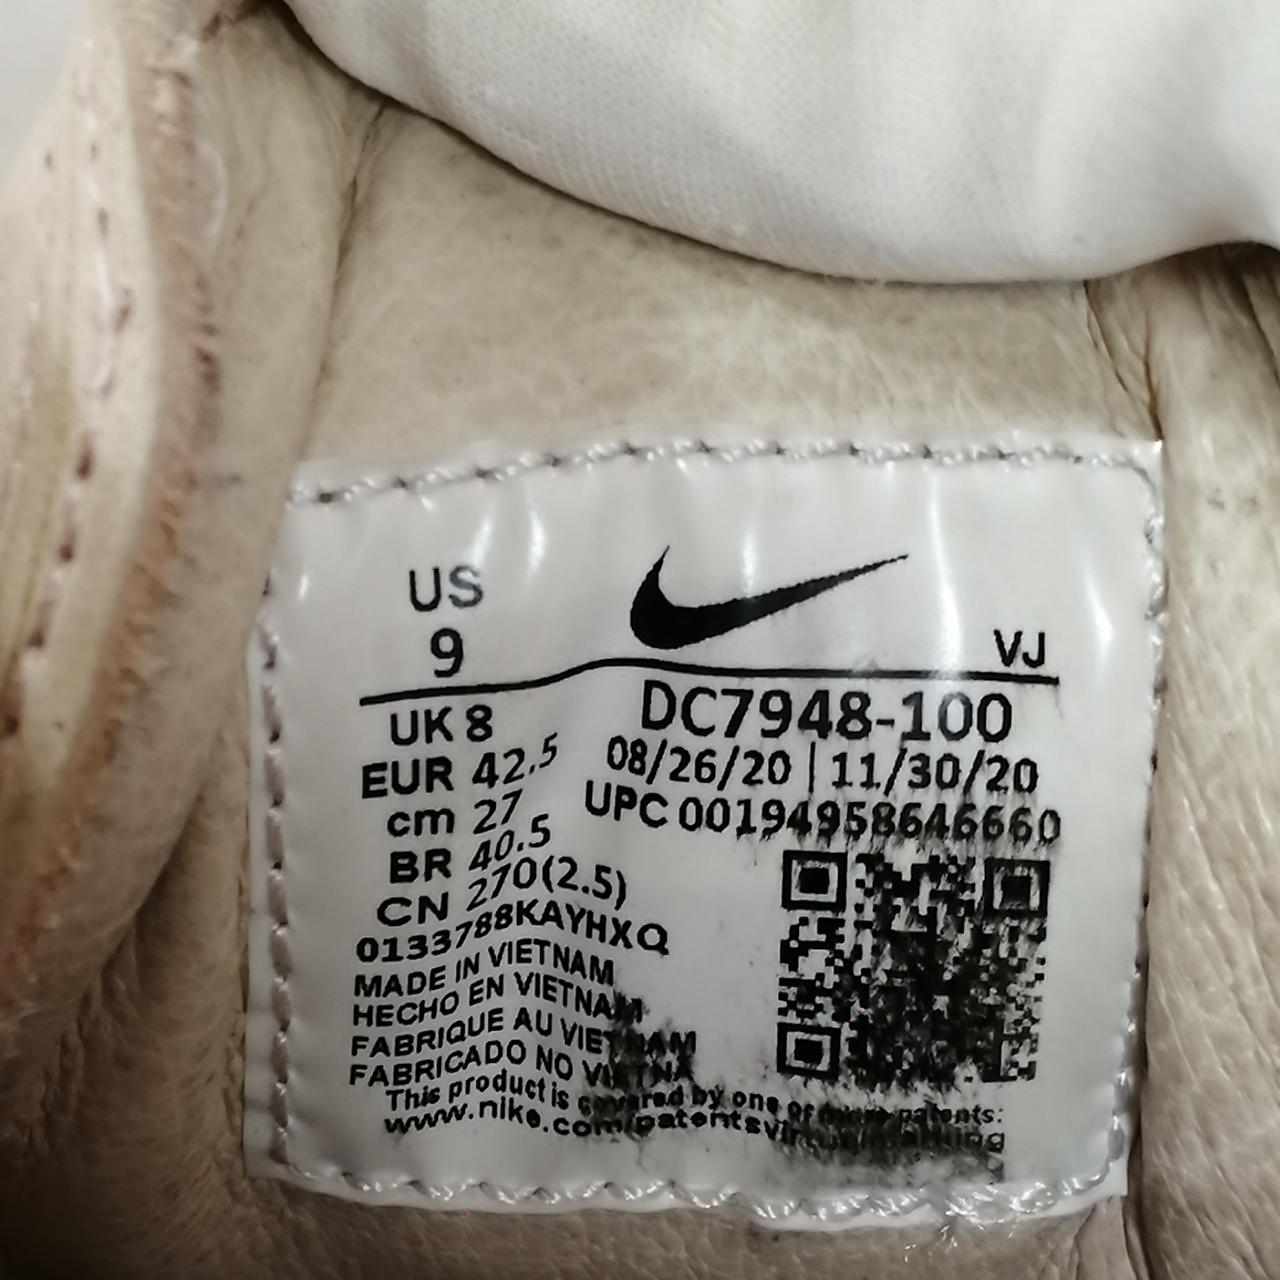 US
9
VJ
UK 8
DC7948-100
EUR 42.5
08/26/20 | 11/30/20
cm 27
UPC 00194958646660
BR 40.5
CN 270(2.5)
0133788KAYHXQ
MADE IN VIETNAM
HECHO EN VIETNAM
FABRIQUE AU VIETNAM
FABRICADO NO VIETNA
This product is covered by one or more patents:
www.nike.com/patentsvirtualmarking